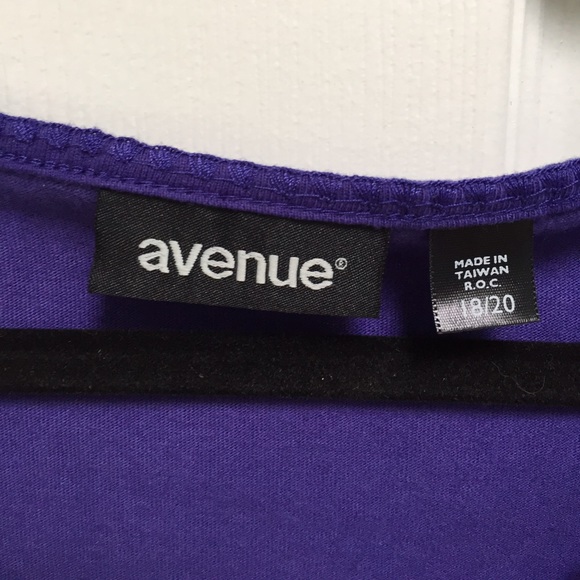 avenue®
MADE IN
TAIWAN
R.O.C.
18/20